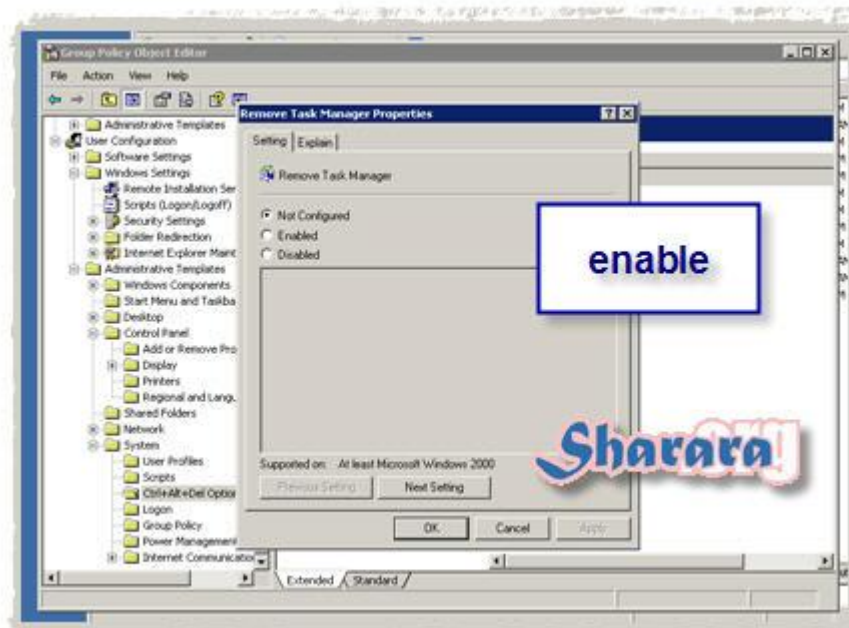 Group Policy Object Editor
File Action View Help
Remove Task Manager Properties
Setting Explain
Remove Task Manager
Not Configured
Enabled
Disabled
Supported on: At least Microsoft Windows 2000
Previous Setting Next Setting
OK Cancel Apply
Administrative Templates
User Configuration
Software Settings
Windows Settings
Remote Installation Ser
Scripts (Logon/Logoff)
Security Settings
Folder Redirection
Internet Explorer Maint
Administrative Templates
Windows Components
Start Menu and Taskba
Desktop
Control Panel
Add or Remove Pro
Display
Printers
Regional and Langu
Shared Folders
Network
System
User Profiles
Scripts
Ctrl+Alt+Del Option
Logon
Group Policy
Power Management
Internet Communicatio
Extended Standard
enable
Sharara
org